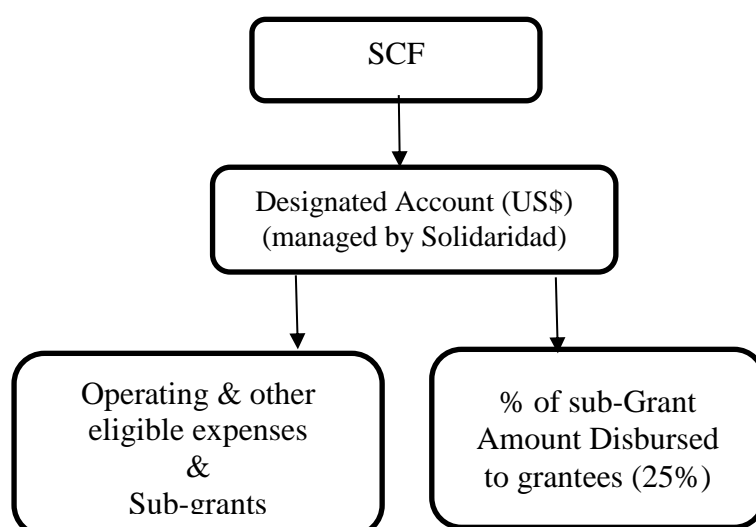 SCF
Designated Account (US$)
(managed by Solidaridad)
Operating & other
eligible expenses
&
Sub-grants
% of sub-Grant
Amount Disbursed
to grantees (25%)